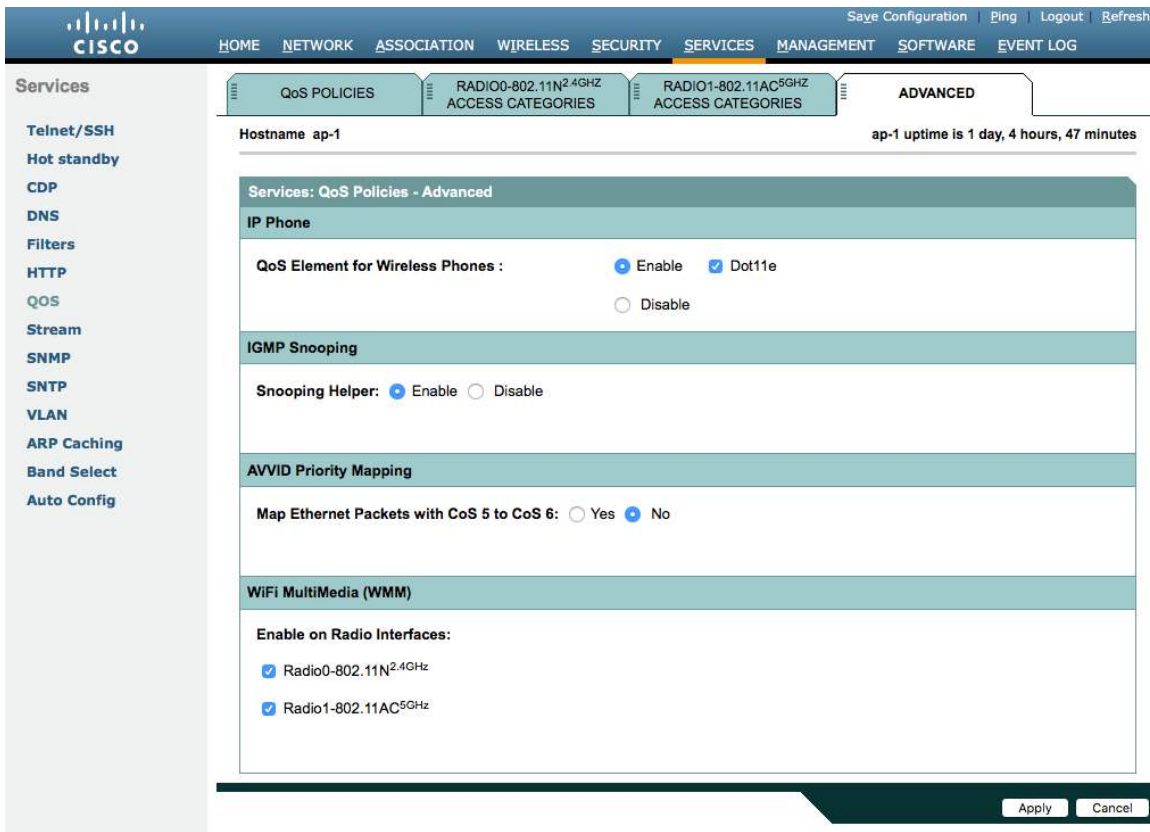 Save Configuration | Ping | Logout | Refresh
CISCO
HOME NETWORK ASSOCIATION WIRELESS SECURITY SERVICES MANAGEMENT SOFTWARE EVENT LOG
Services
Telnet/SSH
Hot standby
CDP
DNS
Filters
HTTP
QOS
Stream
SNMP
SNTP
VLAN
ARP Caching
Band Select
Auto Config
QoS POLICIES
RADIO0-802.11N2.4GHZ
ACCESS CATEGORIES
RADIO1-802.11AC5GHZ
ACCESS CATEGORIES
ADVANCED
Hostname ap-1
ap-1 uptime is 1 day, 4 hours, 47 minutes
Services: QoS Policies - Advanced
IP Phone
QoS Element for Wireless Phones : Enable Dot11e
Disable
IGMP Snooping
Snooping Helper: Enable Disable
AVVID Priority Mapping
Map Ethernet Packets with CoS 5 to CoS 6: Yes No
WiFi MultiMedia (WMM)
Enable on Radio Interfaces:
Radio0-802.11N2.4GHz
Radio1-802.11AC5GHz
Apply Cancel